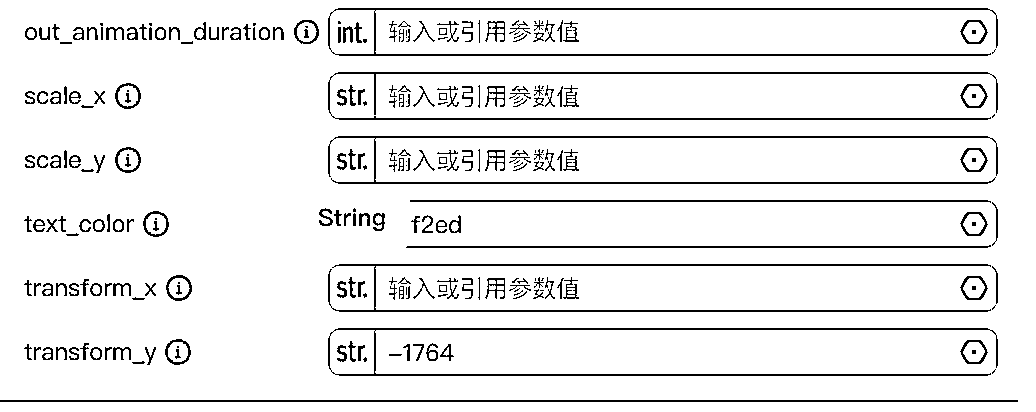 out_animation_duration int. 输入或引用参数值
scale_x str. 输入或引用参数值
scale_y str. 输入或引用参数值
text_color String f2ed
transform_x str. 输入或引用参数值
transform_y str. –1764